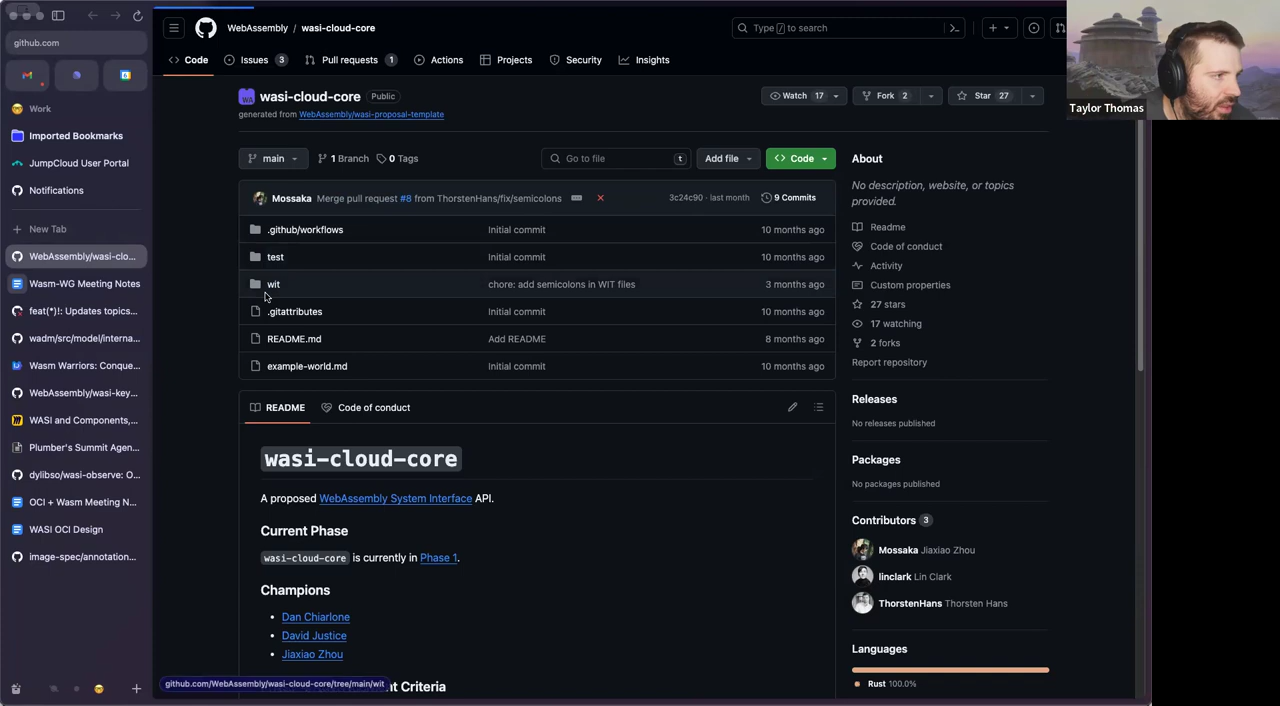 github.com
Work
Imported Bookmarks
JumpCloud User Portal
Notifications
New Tab
WebAssembly/wasi-clo...
Wasm-WG Meeting Notes
feat(*)!: Updates topics...
wadm/src/model/interna...
Wasm Warriors: Conque...
WebAssembly/wasi-key...
WASI and Components,...
Plumber's Summit Agen...
dylibso/wasi-observe: O...
OCI + Wasm Meeting N...
WASI OCI Design
image-spec/annotation...
WebAssembly / wasi-cloud-core
Type / to search
Code
Issues 3
Pull requests 1
Actions
Projects
Security
Insights
Taylor Thomas
wasi-cloud-core Public
generated from WebAssembly/wasi-proposal-template
Watch 17
Fork 2
Star 27
main
1 Branch
0 Tags
Go to file t
Add file
Code
Mossaka Merge pull request #8 from ThorstenHans/fix/semicolons 3c24c90 · last month 9 Commits
.github/workflows Initial commit 10 months ago
test Initial commit 10 months ago
wit chore: add semicolons in WIT files 3 months ago
.gitattributes Initial commit 10 months ago
README.md Add README 8 months ago
example-world.md Initial commit 10 months ago
README
Code of conduct
wasi-cloud-core
A proposed WebAssembly System Interface API.
Current Phase
wasi-cloud-core is currently in Phase 1.
Champions
Dan Chiarlone
David Justice
Jiaxiao Zhou
nt Criteria
github.com/WebAssembly/wasi-cloud-core/tree/main/wit
About
No description, website, or topics
provided.
Readme
Code of conduct
Activity
Custom properties
27 stars
17 watching
2 forks
Report repository
Releases
No releases published
Packages
No packages published
Contributors 3
Mossaka Jiaxiao Zhou
linclark Lin Clark
ThorstenHans Thorsten Hans
Languages
Rust 100.0%